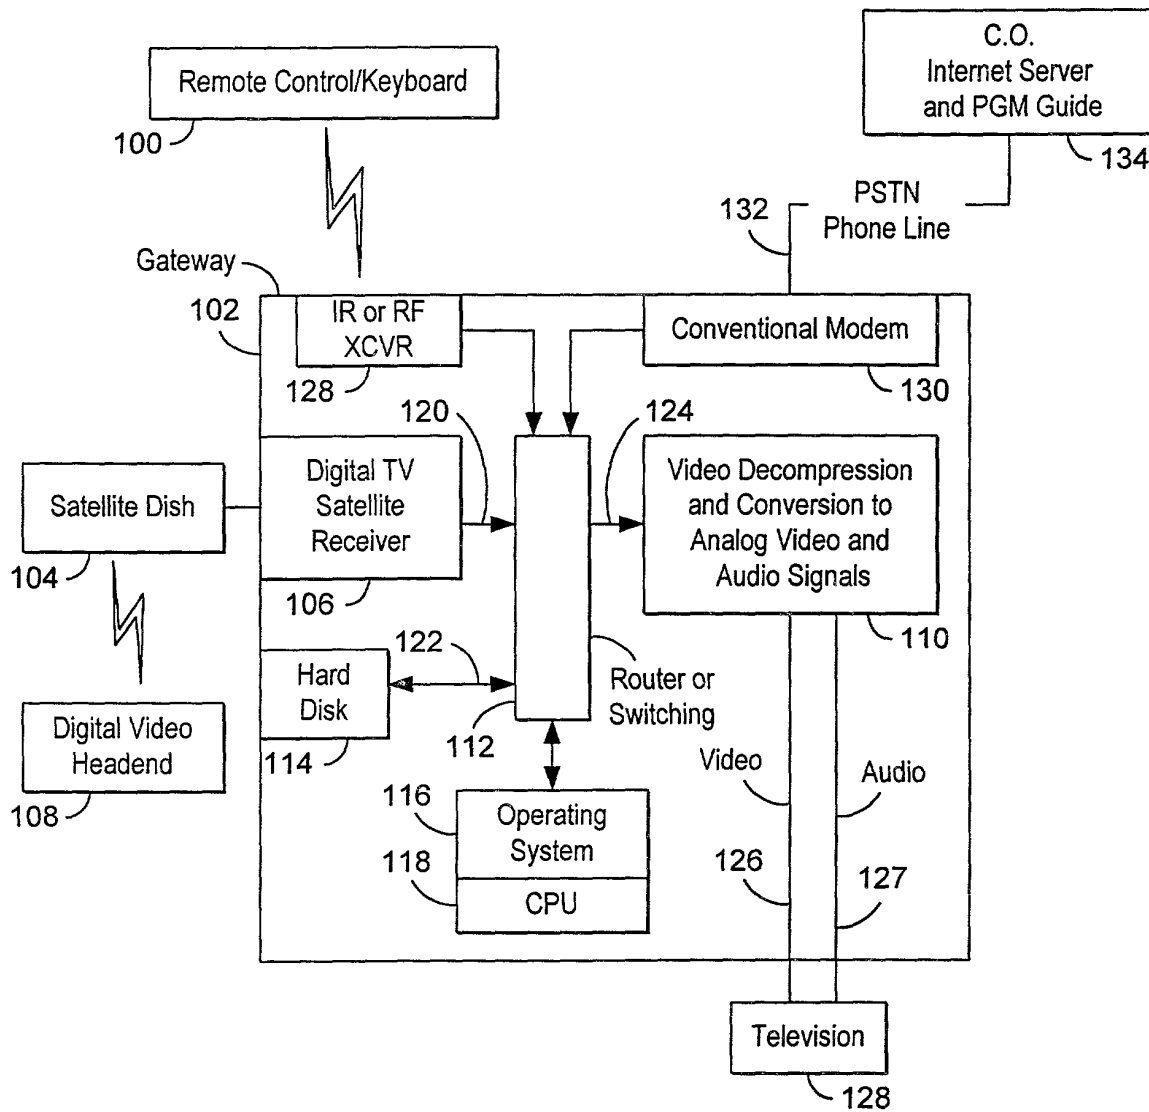 C.O.
Internet Server
and PGM Guide
134
Remote Control/Keyboard
100
PSTN
Phone Line
132
Gateway
102
IR or RF
XCVR
128
Conventional Modem
130
120
124
Digital TV
Satellite
Receiver
106
Video Decompression
and Conversion to
Analog Video and
Audio Signals
110
Satellite Dish
104
122
Hard
Disk
114
112
Router or
Switching
Digital Video
Headend
108
Video
Audio
116
Operating
System
118
CPU
126
127
Television
128